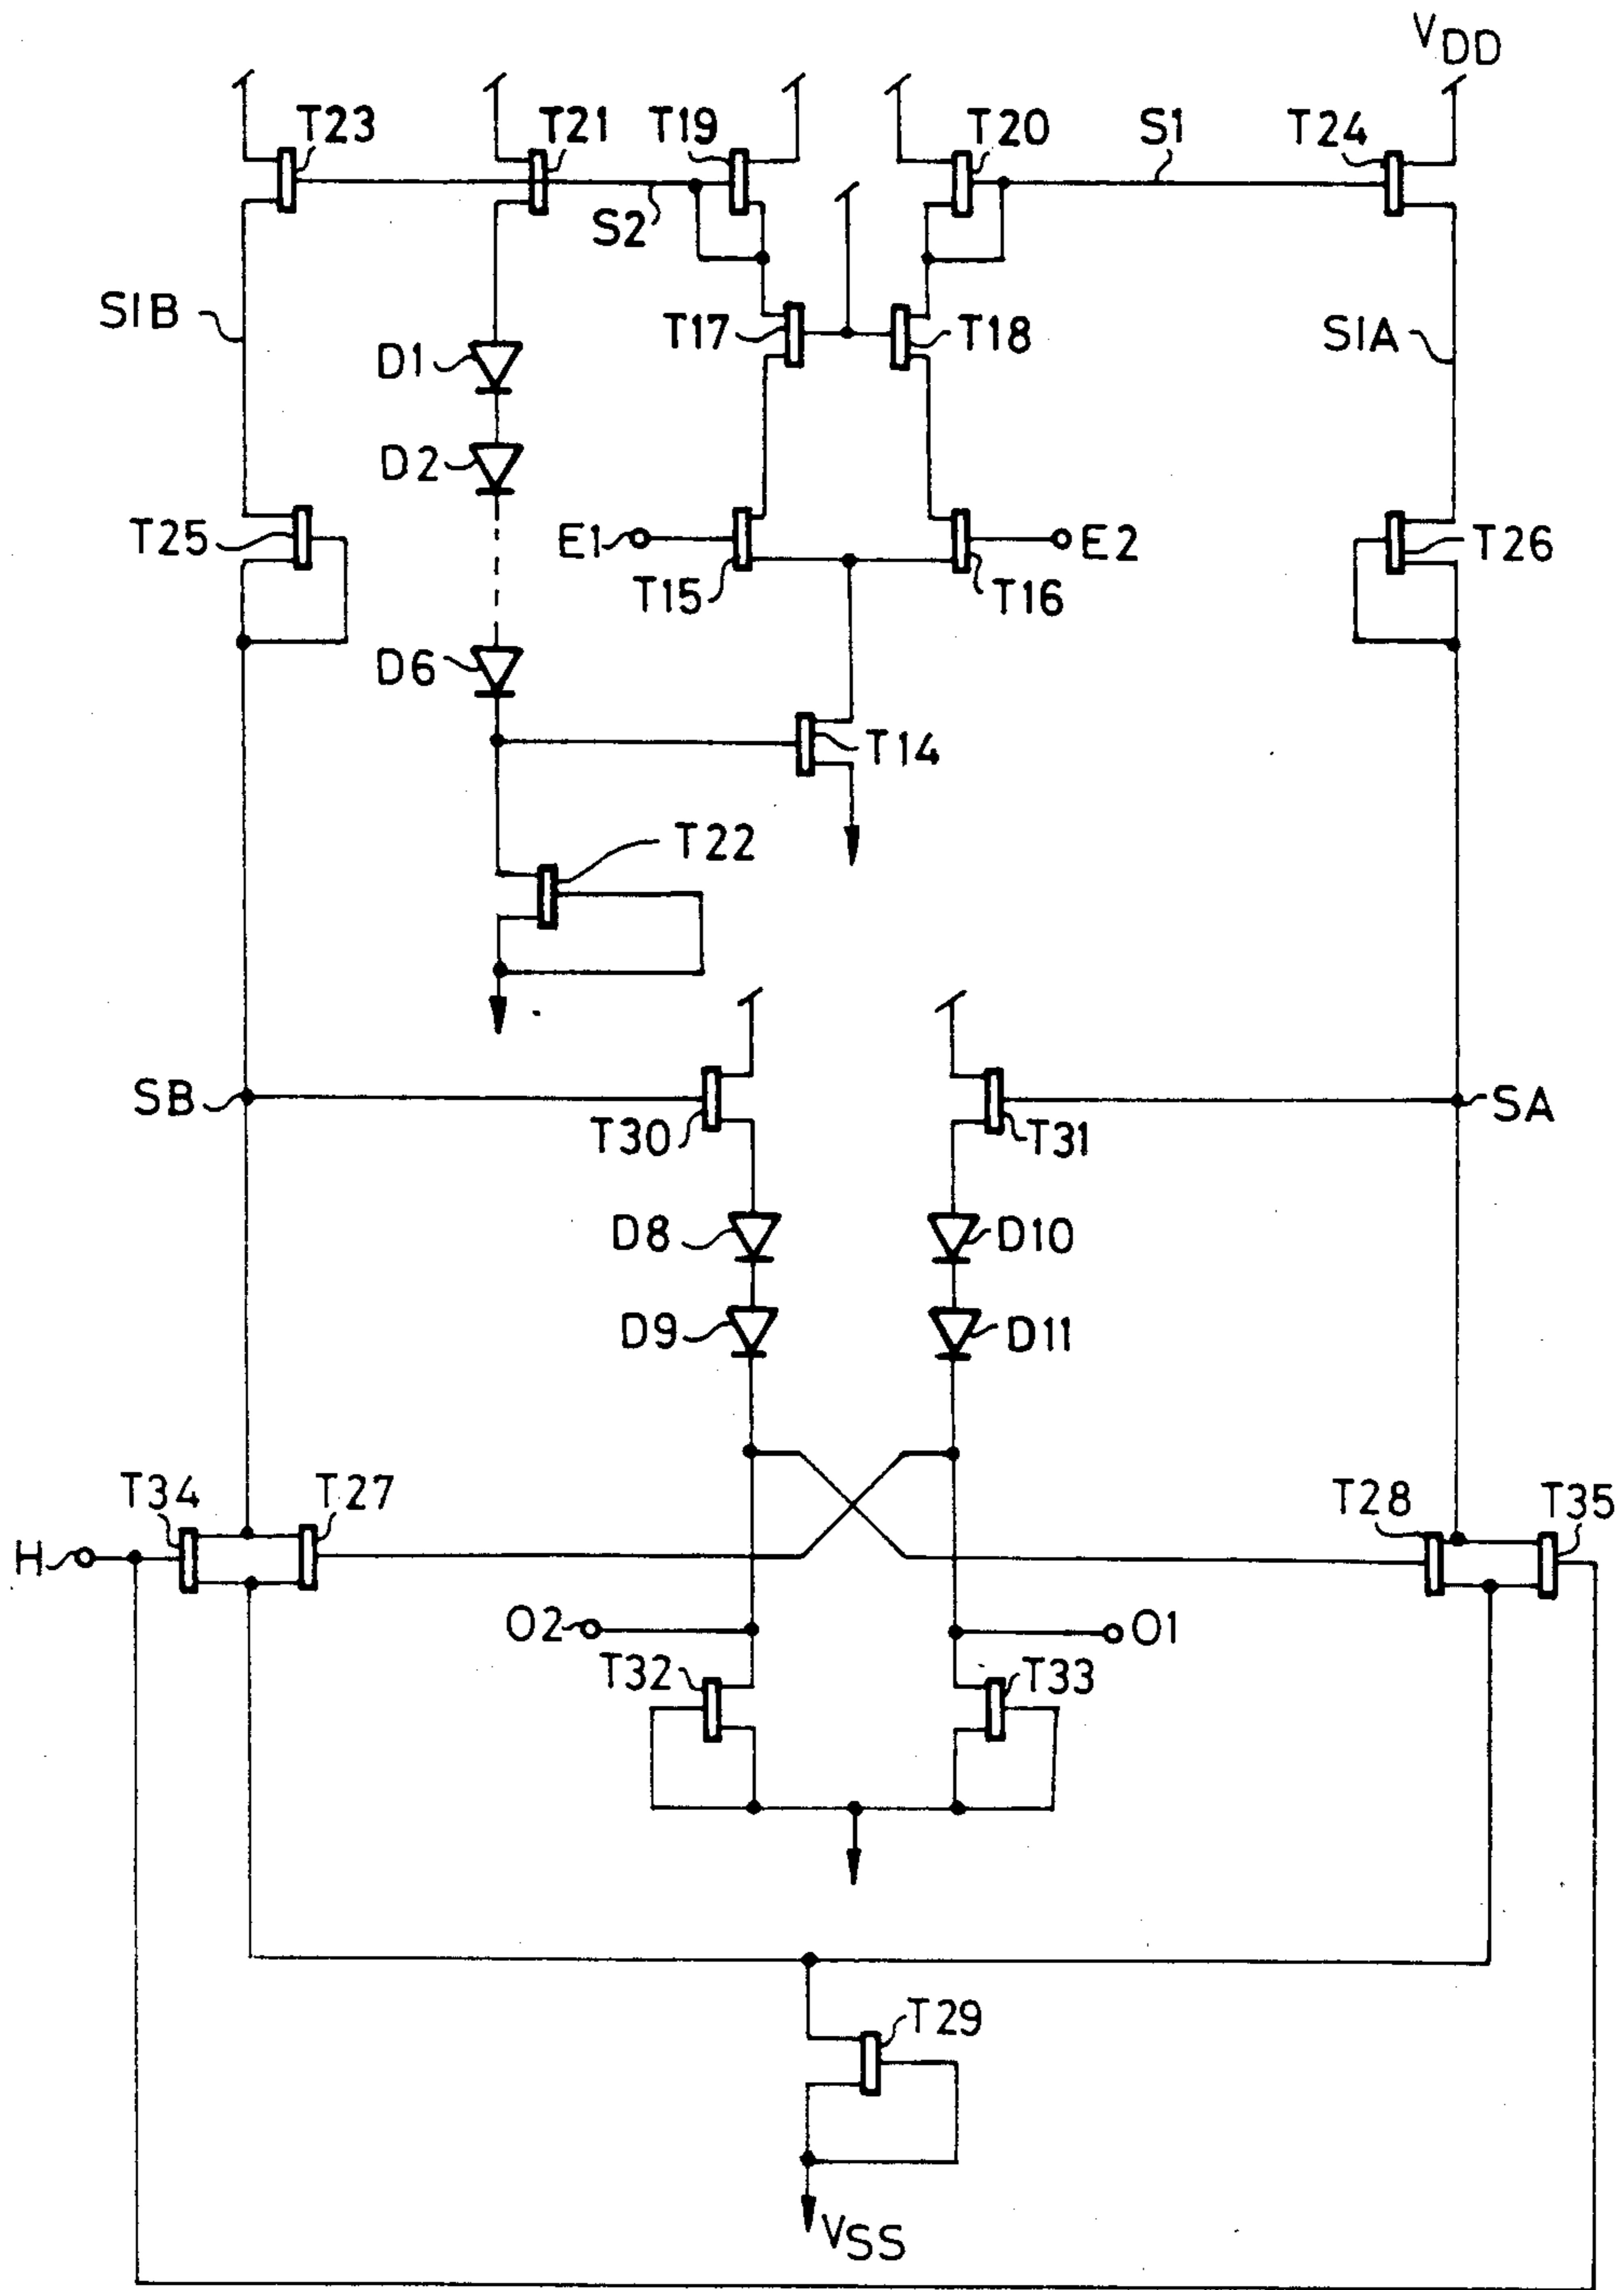 VDD
T23
T21
T19
T20
S1
T24
S2
S1B
D1
T17
T18
S1A
D2
T25
E1
E2
T26
T15
T16
D6
T14
T22
SB
SA
T30
T31
D8
D10
D9
D11
T34
T27
T28
T35
H
O2
O1
T32
T33
T29
VSS